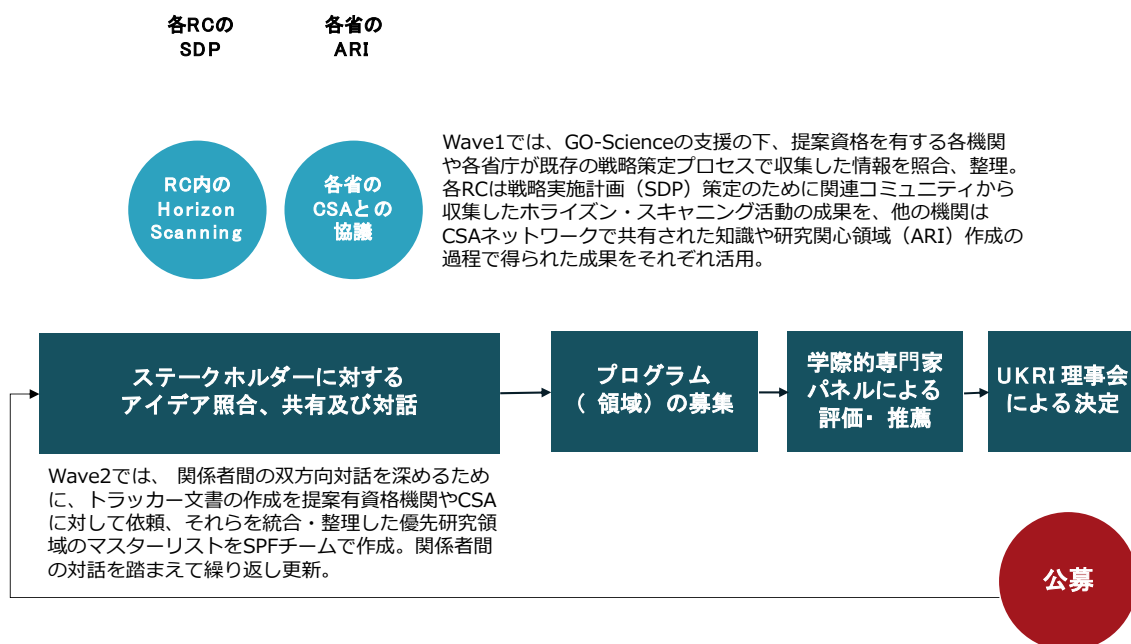 各RCの
SDP
各省の
ARI
RC内の
Horizon
Scanning
各省の
CSAとの
協議
Wave1では、GO-Scienceの支援の下、提案資格を有する各機関
や各省庁が既存の戦略策定プロセスで収集した情報を照合、整理。
各RCは戦略実施計画（SDP）策定のために関連コミュニティから
収集したホライズン・スキャニング活動の成果を、他の機関は
CSAネットワークで共有された知識や研究関心領域（ARI）作成の
過程で得られた成果をそれぞれ活用。
ステークホルダーに対する
アイデア照合、共有及び対話
プログラム
（ 領域）の募集
学際的専門家
パネルによる
評価・ 推薦
UKRI 理事会
による決定
Wave2では、 関係者間の双方向対話を深めるため
に、トラッカー文書の作成を提案有資格機関やCSA
に対して依頼、それらを統合・整理した優先研究領
域のマスターリストをSPFチームで作成。関係者間
の対話を踏まえて繰り返し更新。
公募